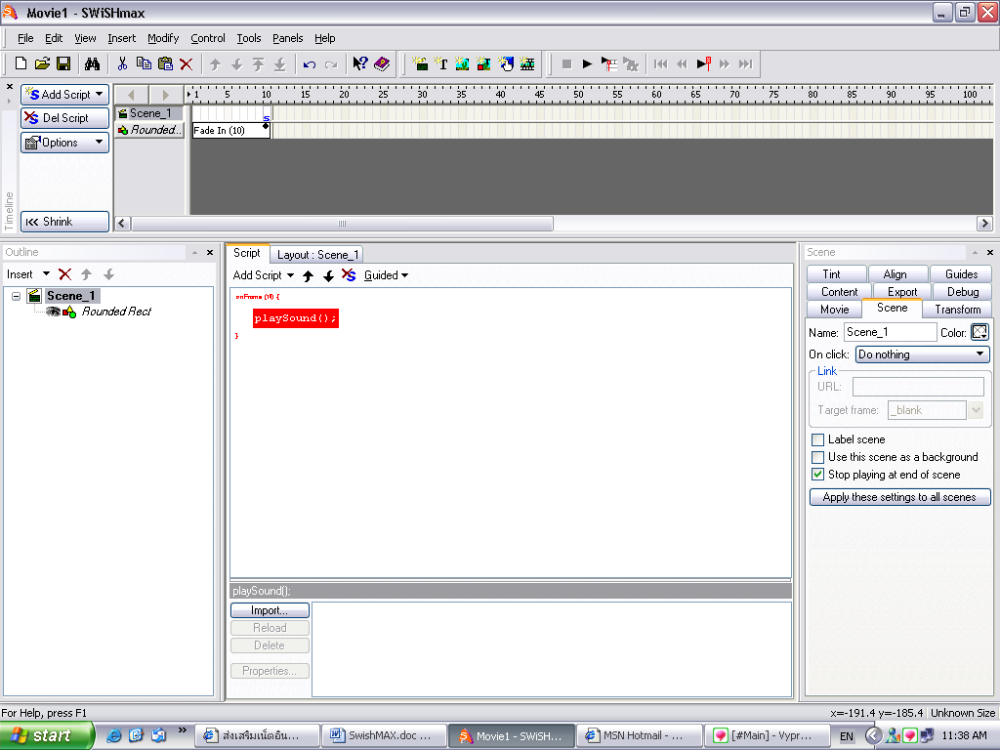 Movie1 - SWiSHmax
File Edit View Insert Modify Control Tools Panels Help
Add Script
Del Script
Options
Shrink
Timeline
1 5 10 15 20 25 30 35 40 45 50 55 60 65 70 75 80 85 90 95 100
Scene_1
Rounded...
Fade In (10)
Outline
Insert
Scene_1
Rounded Rect
Script
Layout : Scene_1
Add Script
Guided
onFrame (10) {
playSound();
}
playSound();
Import...
Reload
Delete
Properties...
Scene
Tint Align Guides
Content Export Debug
Movie Scene Transform
Name: Scene_1 Color:
On click: Do nothing
Link
URL:
Target frame: _blank
Label scene
Use this scene as a background
Stop playing at end of scene
Apply these settings to all scenes
For Help, press F1
x=-191.4 y=-185.4 Unknown Size
start
ส่งเสริมเน็ตอิน...
SwishMAX.doc ...
Movie1 - SWiSH...
MSN Hotmail - ...
[#Main] - Vypr...
EN
11:38 AM